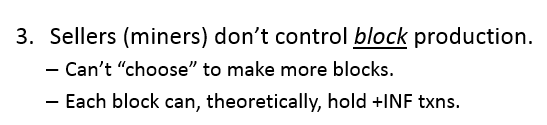 3. Sellers (miners) don’t control block production.
– Can’t “choose” to make more blocks.
– Each block can, theoretically, hold +INF txns.